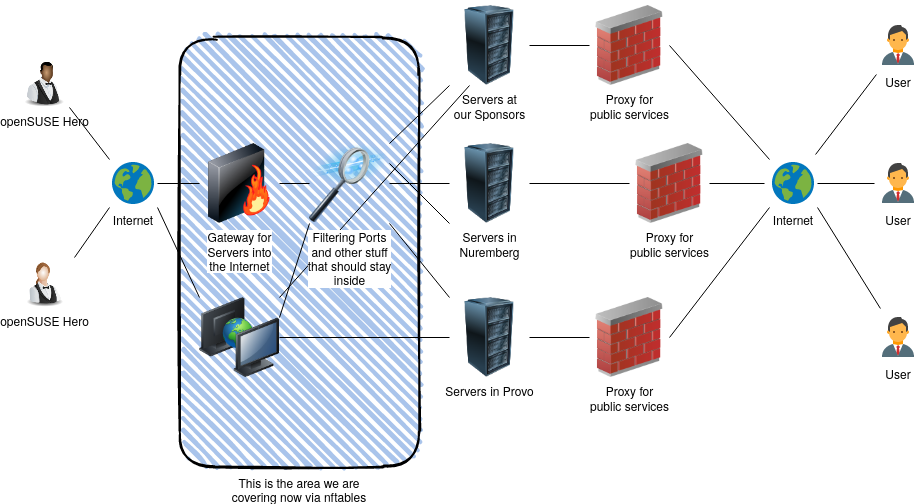 openSUSE Hero
openSUSE Hero
Internet
Gateway for
Servers into
the Internet
Filtering Ports
and other stuff
that should stay
inside
This is the area we are
covering now via nftables
Servers at
our Sponsors
Servers in
Nuremberg
Servers in Provo
Proxy for
public services
Proxy for
public services
Proxy for
public services
Internet
User
User
User